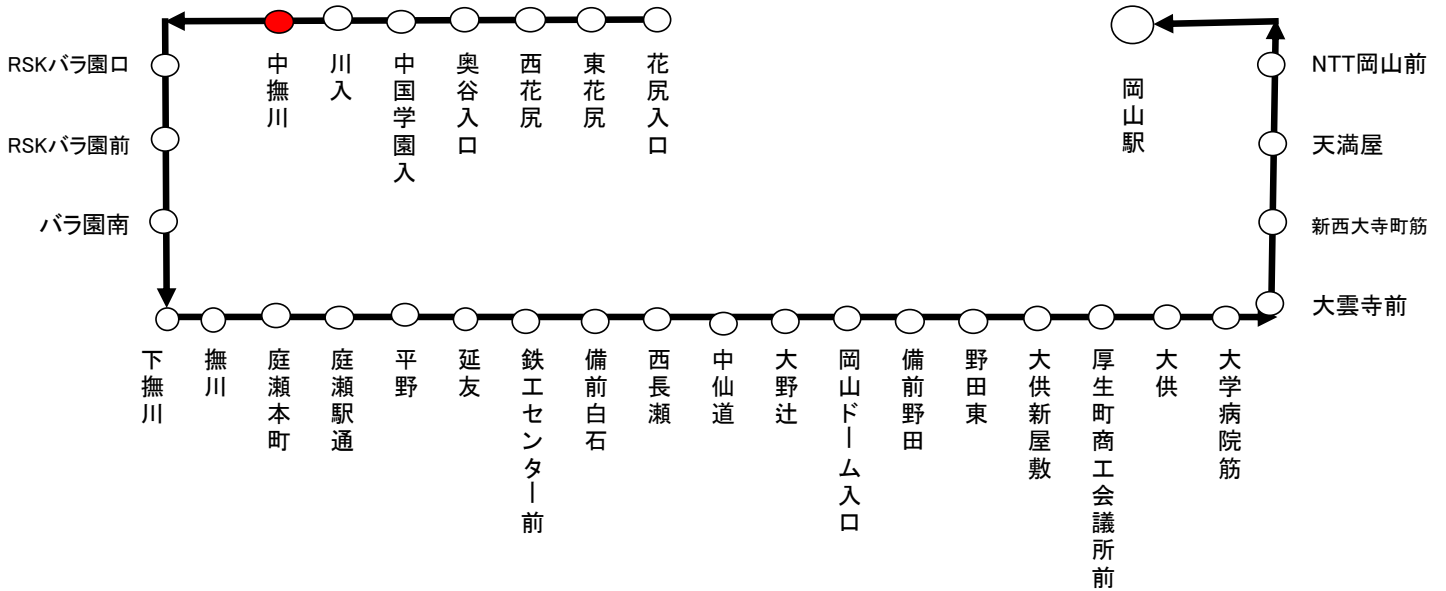 花尻入口
東花尻
西花尻
奥谷入口
中国学園入
川入
中撫川
RSKバラ園口
RSKバラ園前
バラ園南
下撫川
撫川
庭瀬本町
庭瀬駅通
平野
延友
鉄工センター前
備前白石
西長瀬
中仙道
大野辻
岡山ドーム入口
備前野田
野田東
大供新屋敷
厚生町商工会議所前
大供
大学病院筋
大雲寺前
新西大寺町筋
天満屋
NTT岡山前
岡山駅